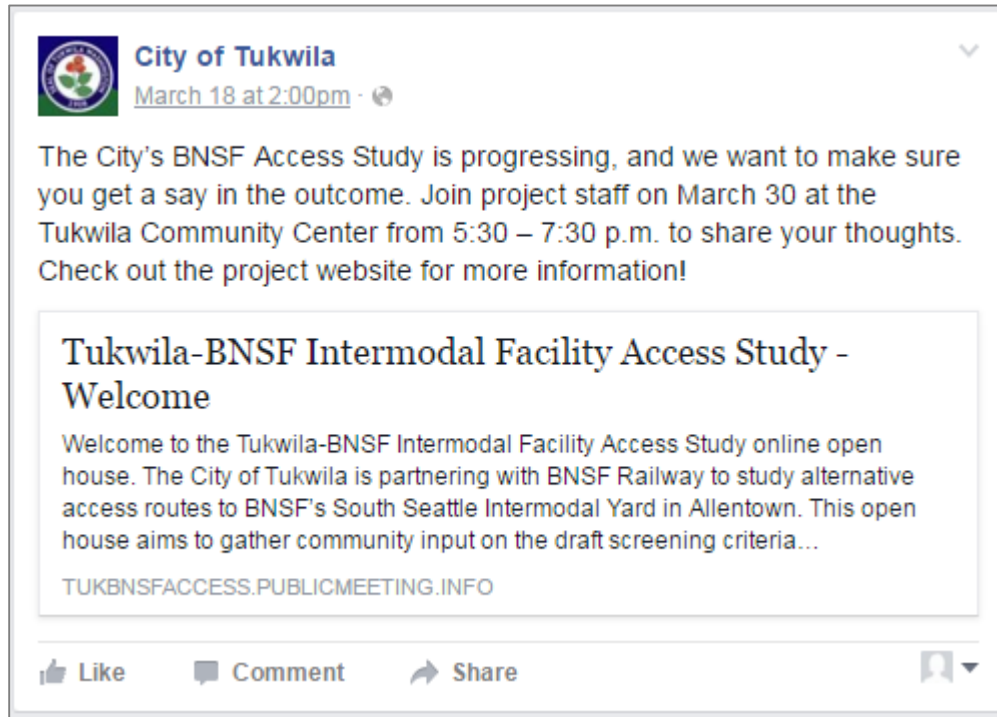 City of Tukwila
March 18 at 2:00pm ·
The City's BNSF Access Study is progressing, and we want to make sure
you get a say in the outcome. Join project staff on March 30 at the
Tukwila Community Center from 5:30 – 7:30 p.m. to share your thoughts.
Check out the project website for more information!
Tukwila-BNSF Intermodal Facility Access Study -
Welcome
Welcome to the Tukwila-BNSF Intermodal Facility Access Study online open
house. The City of Tukwila is partnering with BNSF Railway to study alternative
access routes to BNSF's South Seattle Intermodal Yard in Allentown. This open
house aims to gather community input on the draft screening criteria…
TUKBNSFACCESS.PUBLICMEETING.INFO
Like Comment Share